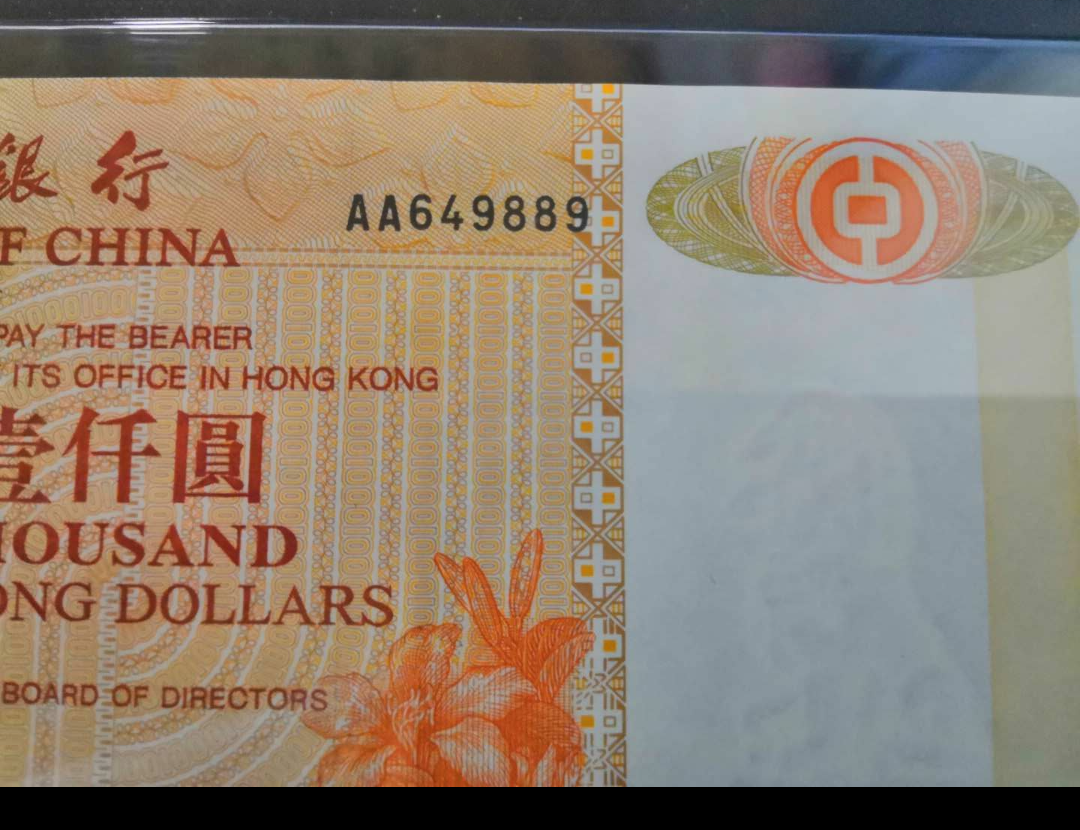 銀行
AA649889
F CHINA
PAY THE BEARER
ITS OFFICE IN HONG KONG
壹仟圓
HOUSAND
ONG DOLLARS
BOARD OF DIRECTORS